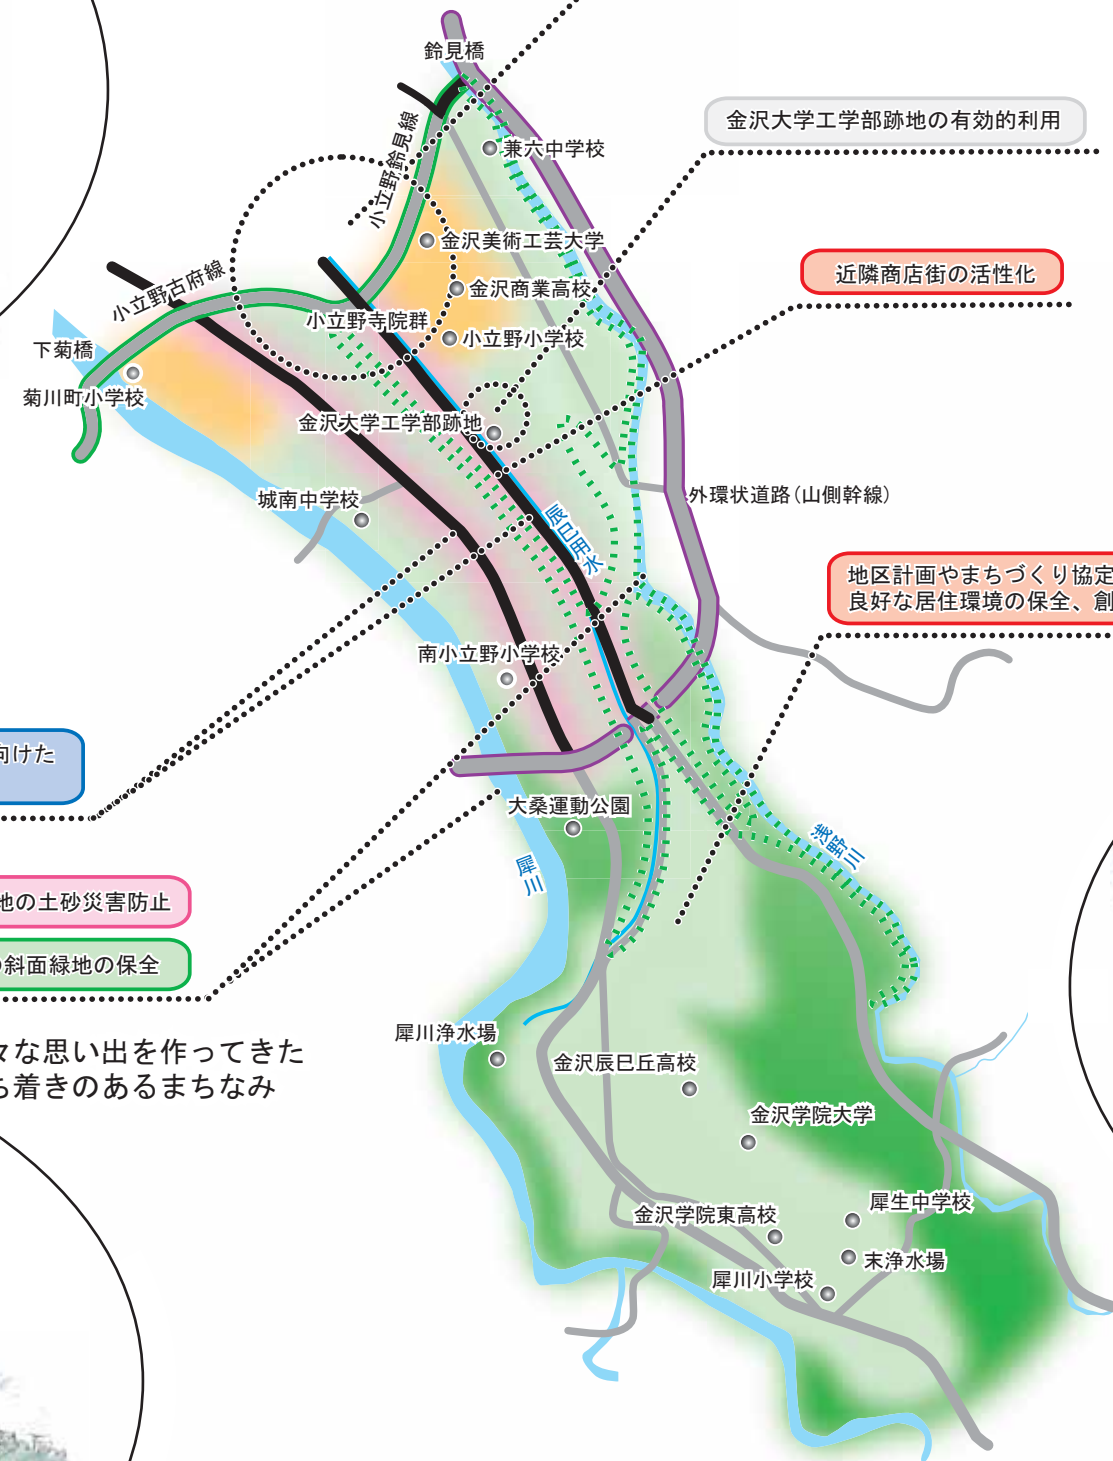 鈴見橋
金沢大学工学部跡地の有効的利用
兼六中学校
小立野鈴見線
金沢美術工芸大学
近隣商店街の活性化
小立野古府線
金沢商業高校
小立野寺院群
小立野小学校
下菊橋
菊川町小学校
金沢大学工学部跡地
城南中学校
外環状道路(山側幹線)
辰巳用水
地区計画やまちづくり協定
良好な居住環境の保全、創
南小立野小学校
向けた
大桑運動公園
浅野川
犀川
地の土砂災害防止
の斜面緑地の保全
犀川浄水場
々な思い出を作ってきた
ち着きのあるまちなみ
金沢辰巳丘高校
金沢学院大学
犀生中学校
金沢学院東高校
末浄水場
犀川小学校